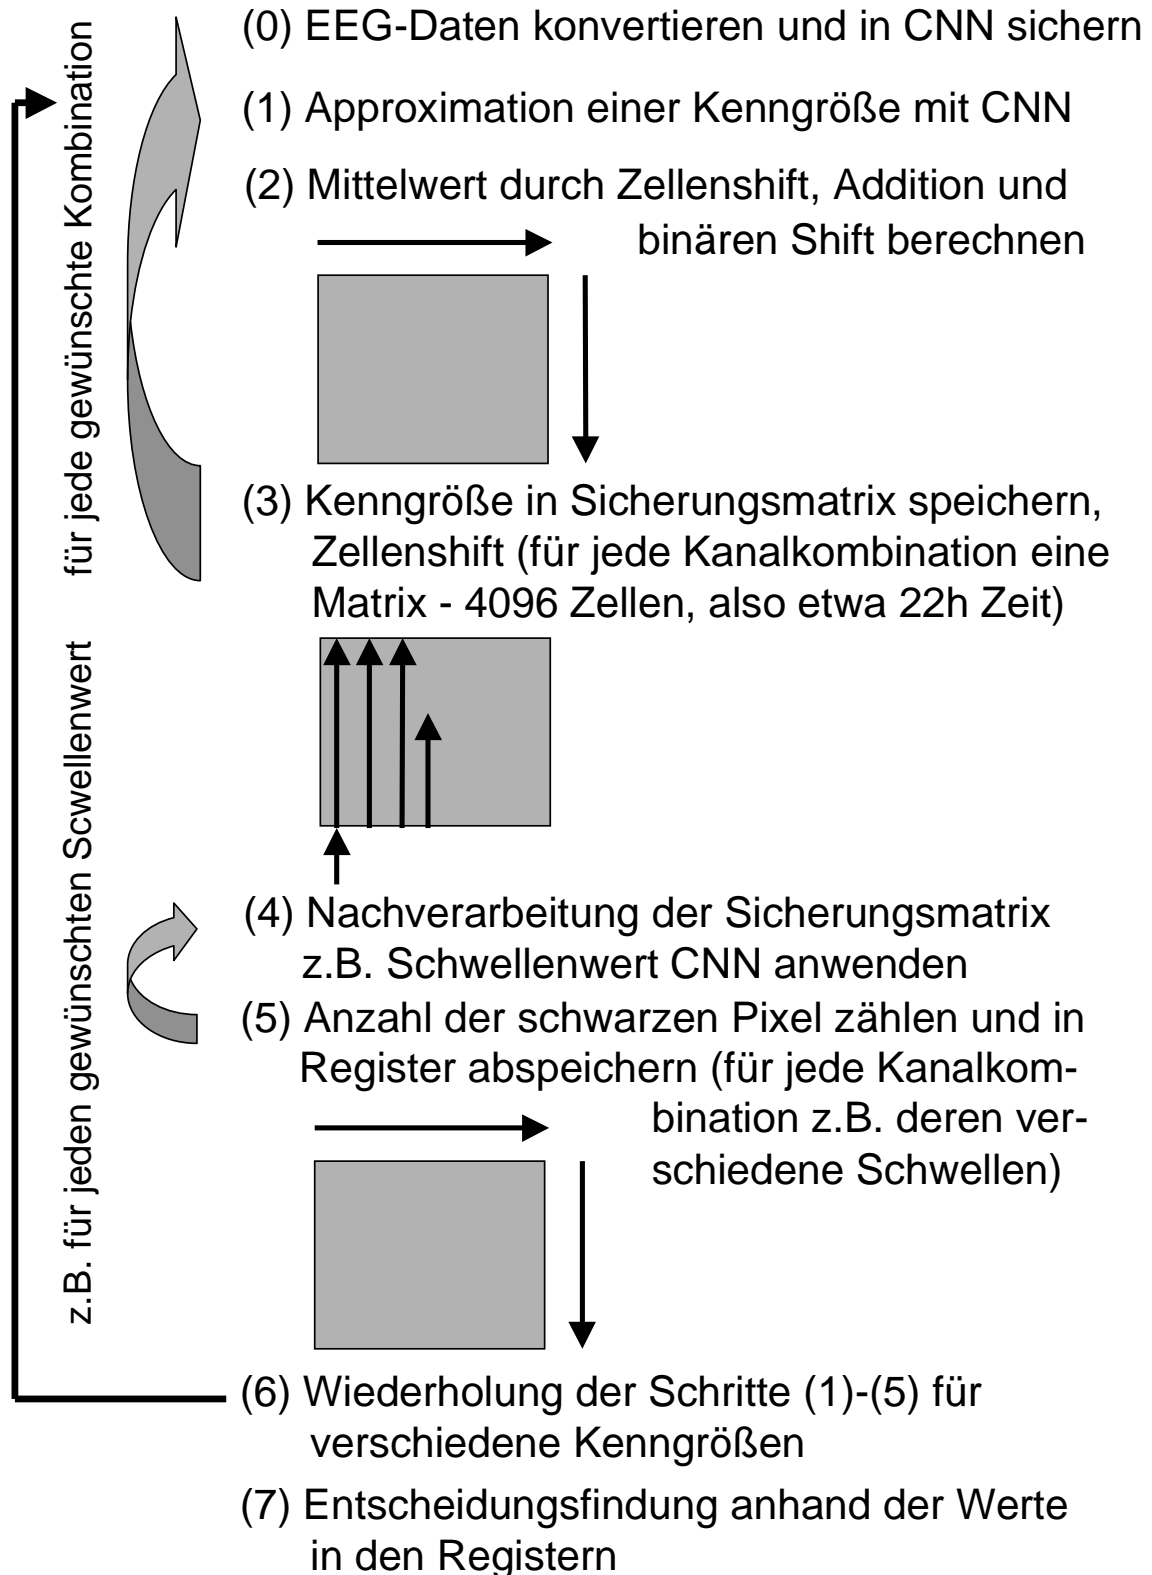 (0) EEG-Daten konvertieren und in CNN sichern
(1) Approximation einer Kenngröße mit CNN
(2) Mittelwert durch Zellenshift, Addition und
binären Shift berechnen
(3) Kenngröße in Sicherungsmatrix speichern,
Zellenshift (für jede Kanalkombination eine
Matrix - 4096 Zellen, also etwa 22h Zeit)
(4) Nachverarbeitung der Sicherungsmatrix
z.B. Schwellenwert CNN anwenden
(5) Anzahl der schwarzen Pixel zählen und in
Register abspeichern (für jede Kanalkom-
bination z.B. deren ver-
schiedene Schwellen)
(6) Wiederholung der Schritte (1)-(5) für
verschiedene Kenngrößen
(7) Entscheidungsfindung anhand der Werte
in den Registern
für jede gewünschte Kombination
z.B. für jeden gewünschten Scwellenwert